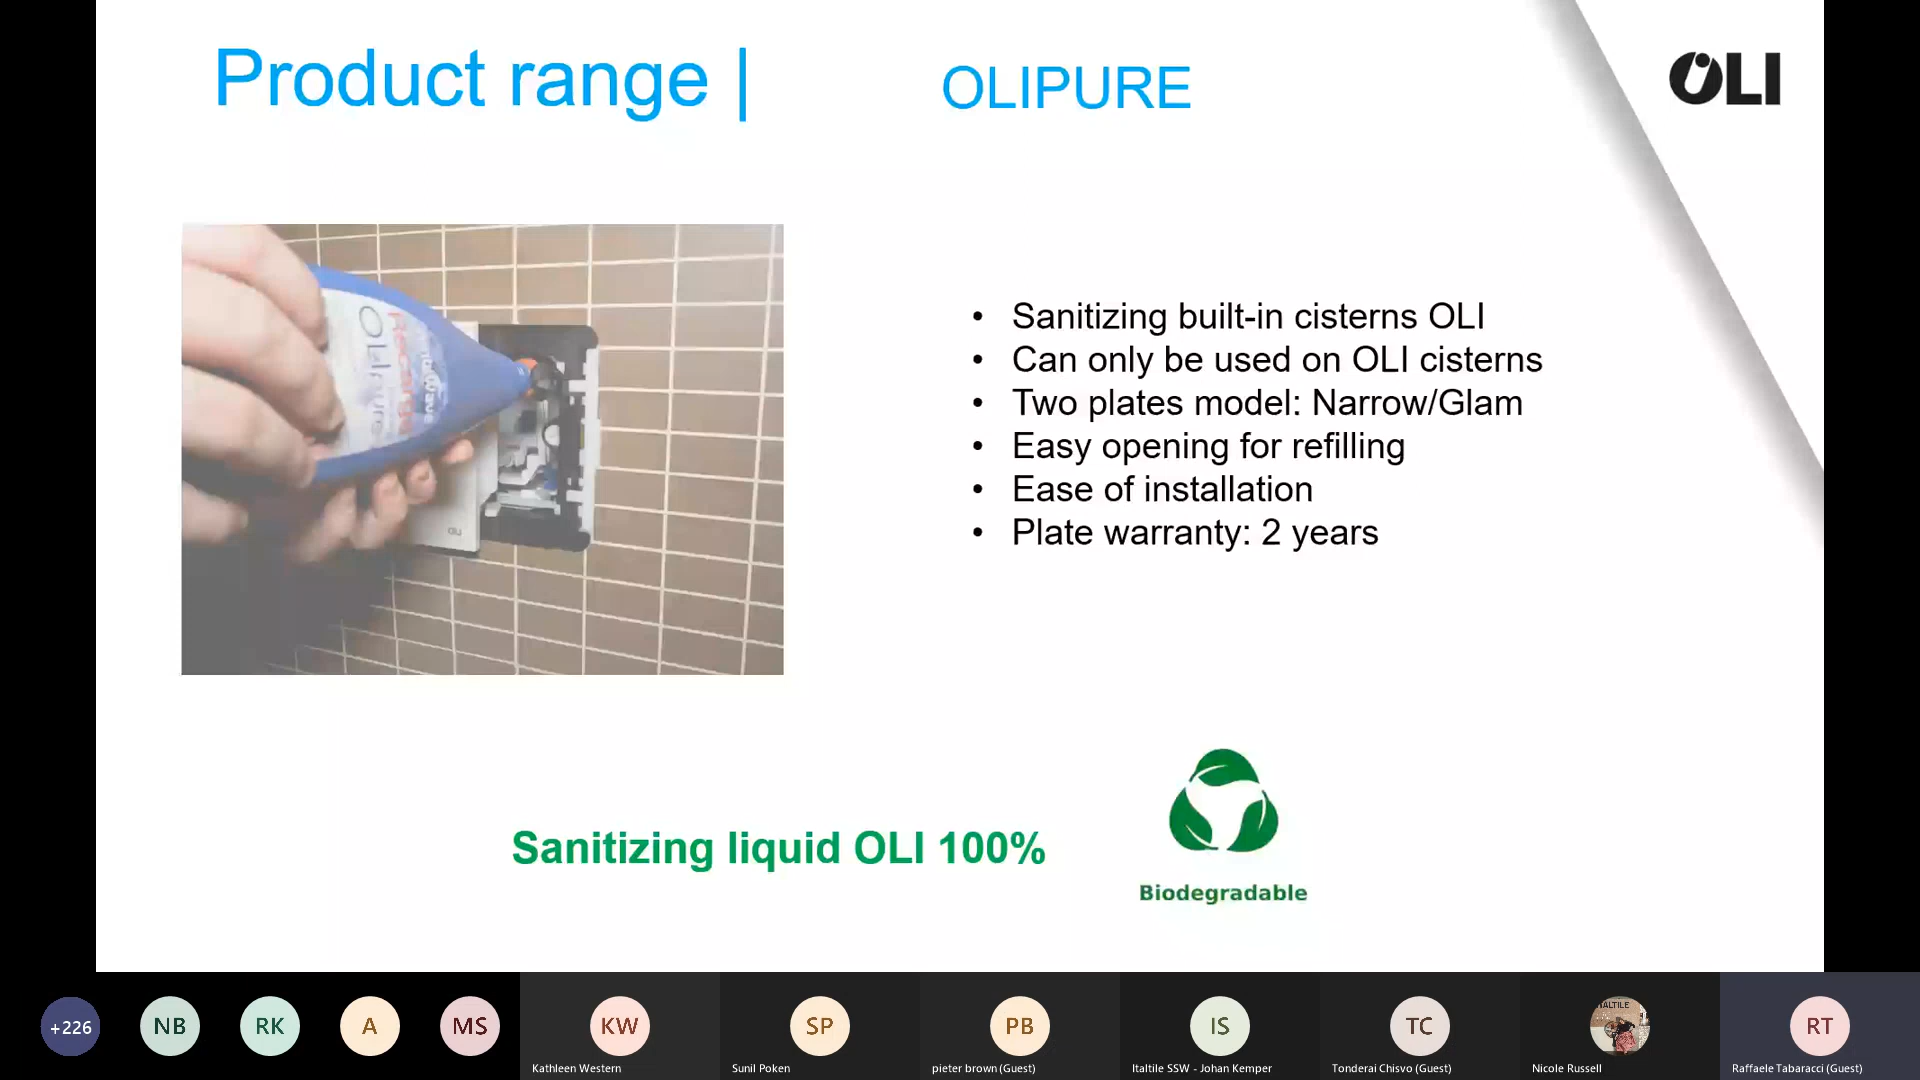 Product range |
OLIPURE
OLI
Sanitizing built-in cisterns OLI
Can only be used on OLI cisterns
Two plates model: Narrow/Glam
Easy opening for refilling
Ease of installation
Plate warranty: 2 years
Sanitizing liquid OLI 100%
Biodegradable
+226
NB
RK
A
MS
KW
Kathleen Western
SP
Sunil Poken
PB
pieter brown (Guest)
IS
Italtile SSW - Johan Kemper
TC
Tonderai Chisvo (Guest)
Nicole Russell
RT
Raffaele Tabaracci (Guest)